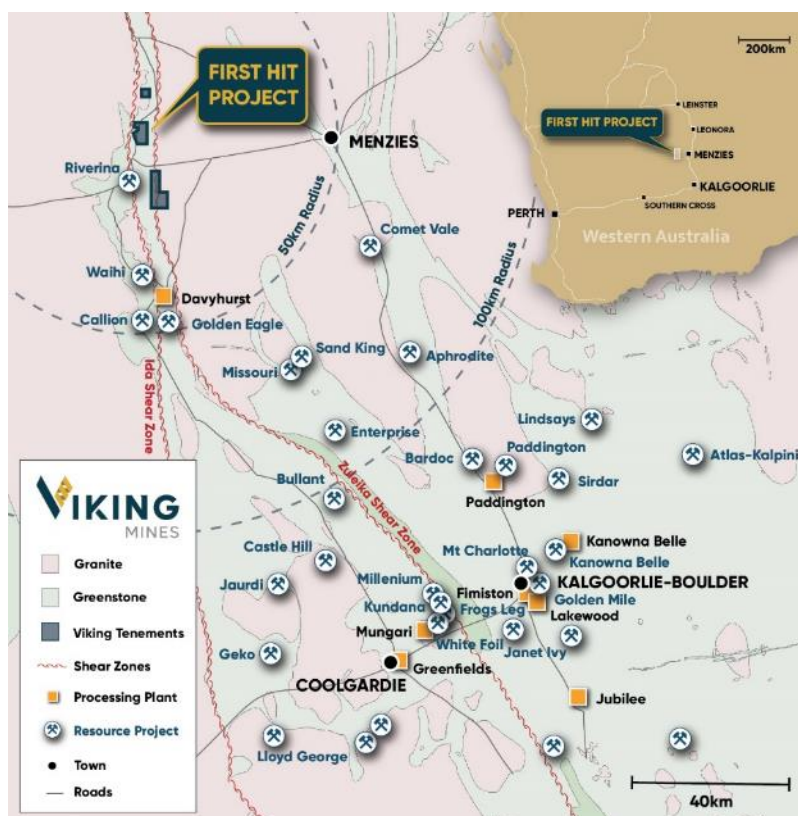 FIRST HIT
PROJECT
200km
LEINSTER
LEONORA
FIRST HIT PROJECT
MENZIES
KALGOORLIE
SOUTHERN CROSS
PERTH
Western Australia
MENZIES
Riverina
50km Radius
Comet Vale
100km Radius
Waihi
Davyhurst
Callion
Golden Eagle
Sand King
Missouri
Aphrodite
Ida Shear Zone
Lindsays
Enterprise
Bardoc
Paddington
Atlas-Kalpini
Sirdar
Paddington
Bullant
Zuleika Shear Zone
Kanowna Belle
Mt Charlotte
Kanowna Belle
Castle Hill
Jaurdi
Millenium
Fimiston
KALGOORLIE-BOULDER
Kundana
Frogs Leg
Golden Mile
Lakewood
Mungari
White Foil
Janet Ivy
Geko
Greenfields
COOLGARDIE
Jubilee
Lloyd George
40km
VIKING
MINES
Granite
Greenstone
Viking Tenements
Shear Zones
Processing Plant
Resource Project
Town
Roads